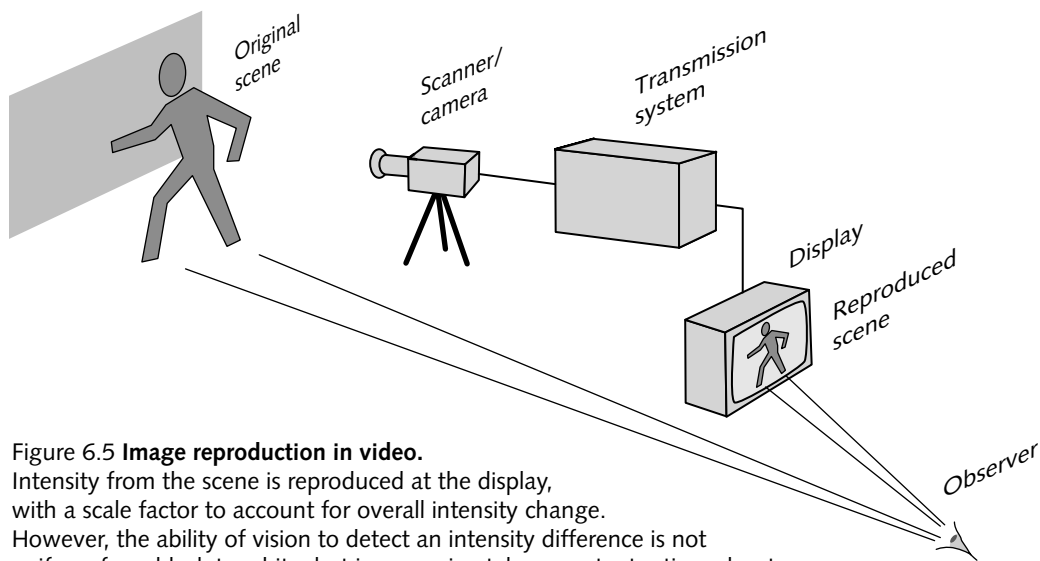 Original
scene
Scanner/
camera
Transmission
system
Display
Reproduced
scene
Observer
Figure 6.5 Image reproduction in video.
Intensity from the scene is reproduced at the display,
with a scale factor to account for overall intensity change.
However, the ability of vision to detect an intensity difference is not